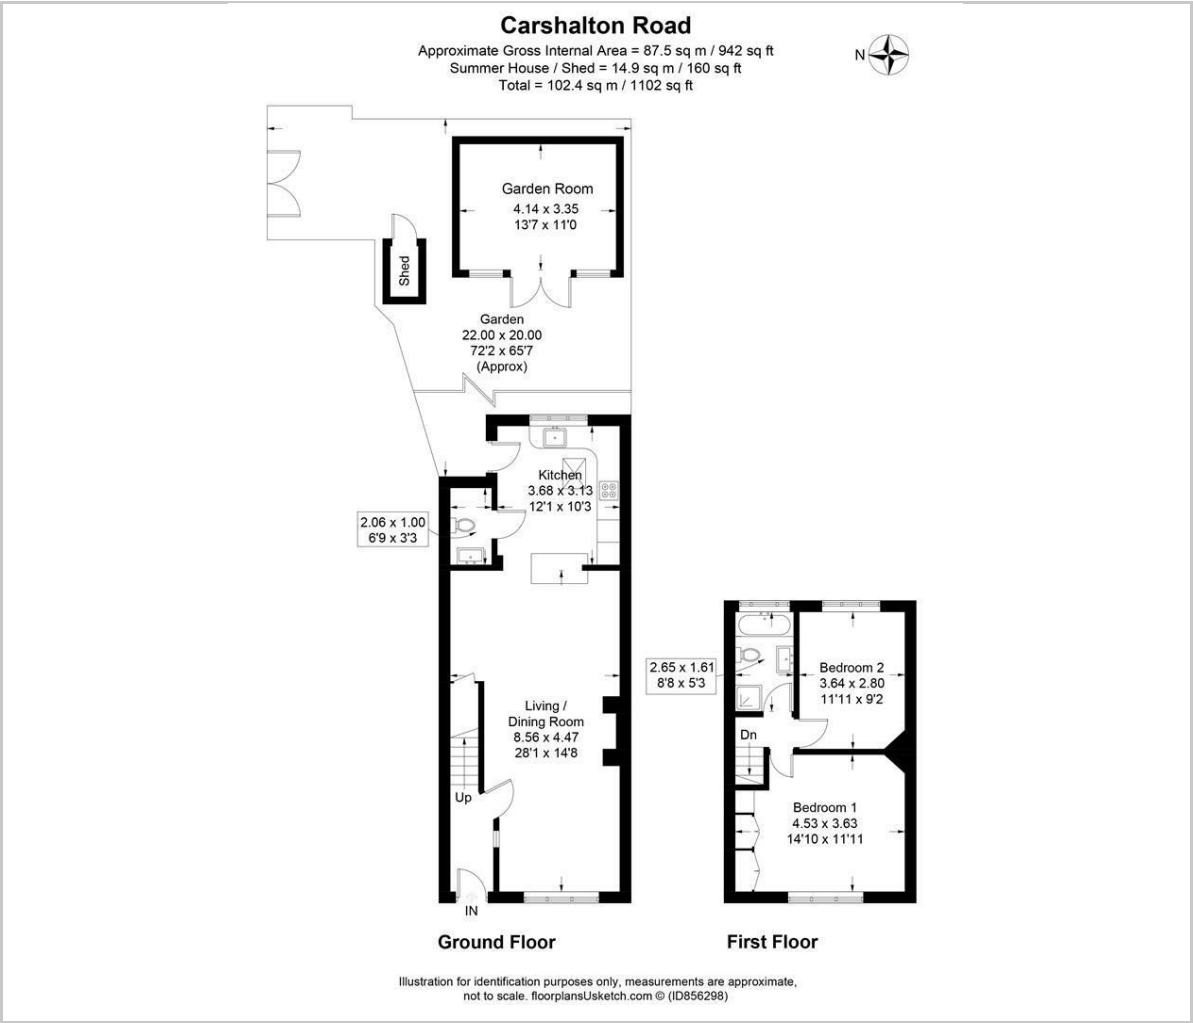 Carshalton Road
Approximate Gross Internal Area = 87.5 sq m / 942 sq ft
Summer House / Shed = 14.9 sq m / 160 sq ft
Total = 102.4 sq m / 1102 sq ft
N
Garden Room
4.14 x 3.35
13'7 x 11'0
Shed
Garden
22.00 x 20.00
72'2 x 65'7
(Approx)
Kitchen
3.68 x 3.13
12'1 x 10'3
2.06 x 1.00
6'9 x 3'3
Living /
Dining Room
8.56 x 4.47
28'1 x 14'8
Up
IN
Ground Floor
2.65 x 1.61
8'8 x 5'3
Bedroom 2
3.64 x 2.80
11'11 x 9'2
Dn
Bedroom 1
4.53 x 3.63
14'10 x 11'11
First Floor
Illustration for identification purposes only, measurements are approximate,
not to scale. floorplansUsketch.com © (ID856298)